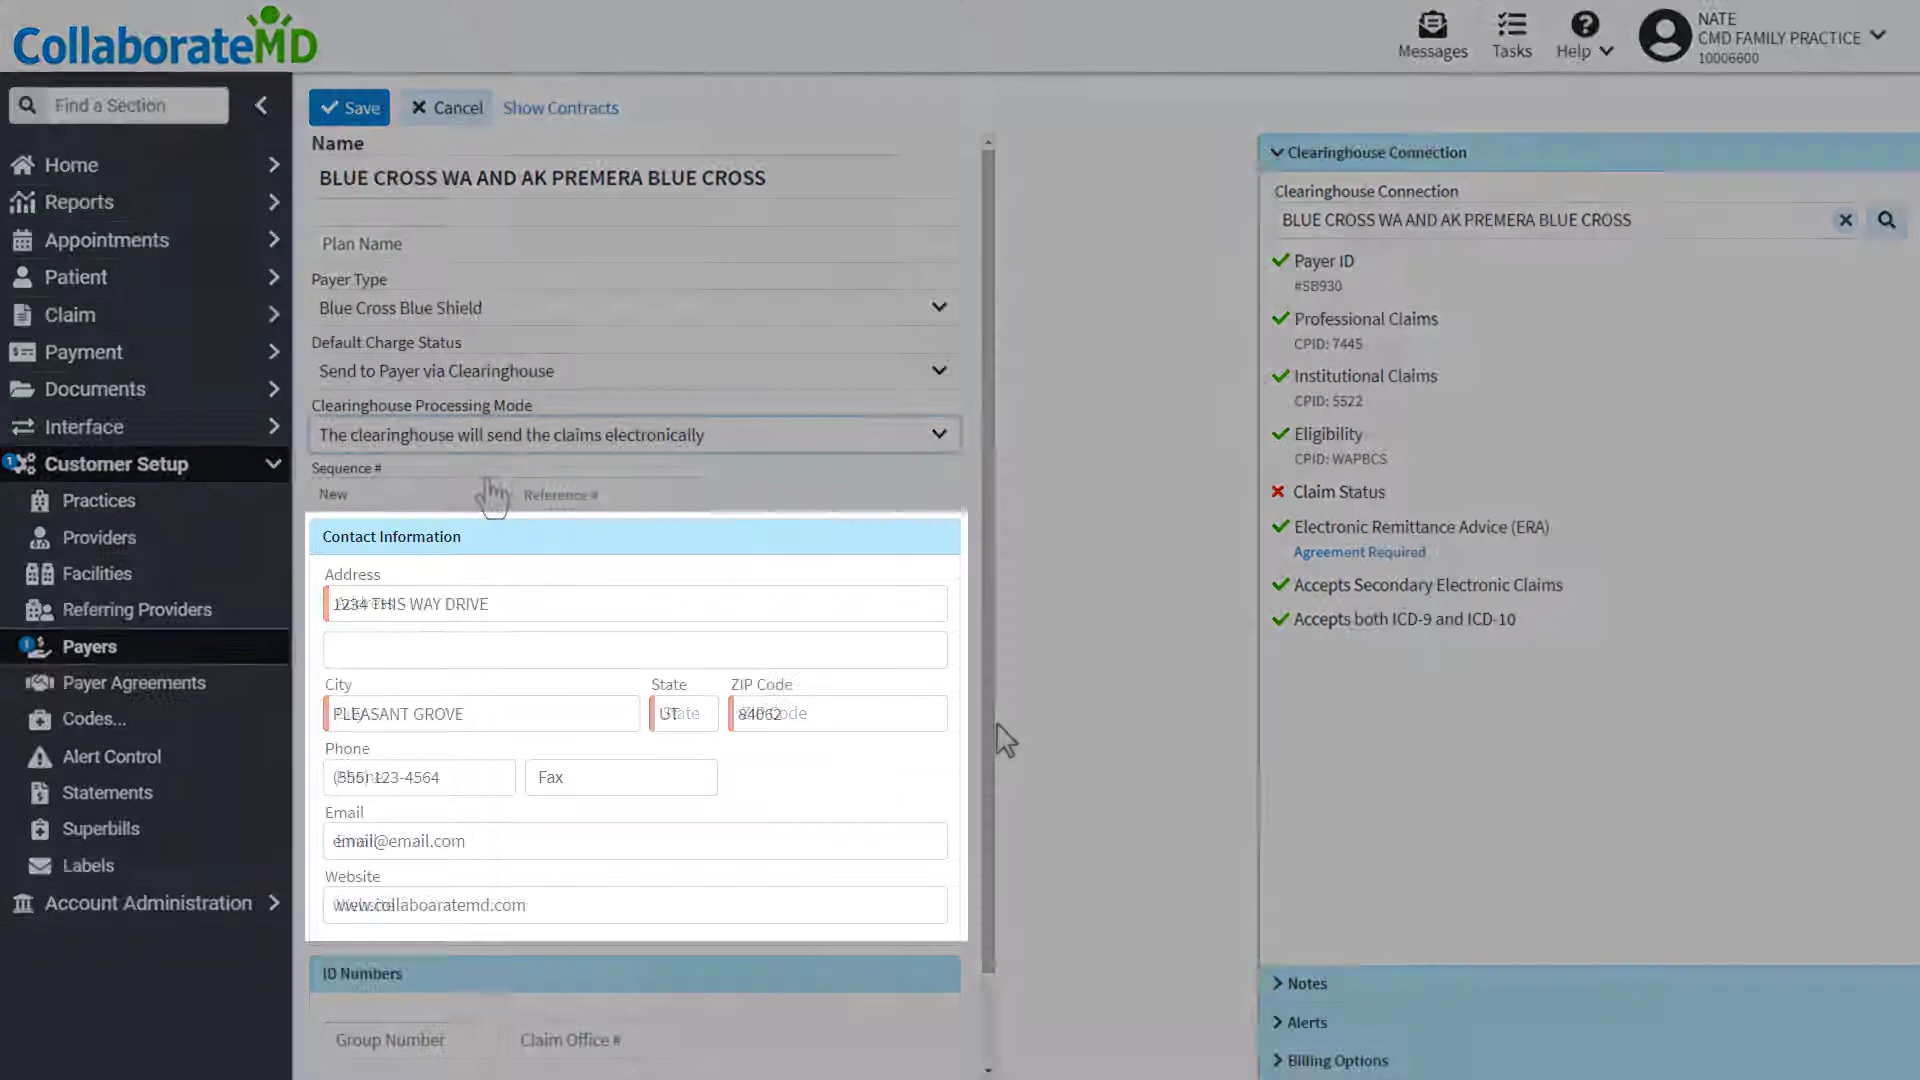 CollaborateMD
Messages
Tasks
Help
NATE
CMD FAMILY PRACTICE
10006600
Find a Section
Home
Reports
Appointments
Patient
Claim
Payment
Documents
Interface
1
Customer Setup
Practices
Providers
Facilities
Referring Providers
1
Payers
Payer Agreements
Codes...
Alert Control
Statements
Superbills
Labels
Account Administration
Save
Cancel
Show Contracts
Name
BLUE CROSS WA AND AK PREMERA BLUE CROSS
Plan Name
Payer Type
Blue Cross Blue Shield
Default Charge Status
Send to Payer via Clearinghouse
Clearinghouse Processing Mode
The clearinghouse will send the claims electronically
Sequence #
New
Reference #
Contact Information
Address
1234 THIS WAY DRIVE
City
State
ZIP Code
PLEASANT GROVE
UT
State
84062
ZIP Code
Phone
(555) 123-4564
Fax
Email
email@email.com
Website
www.collaboaratemd.com
ID Numbers
Group Number
Claim Office #
Clearinghouse Connection
Clearinghouse Connection
BLUE CROSS WA AND AK PREMERA BLUE CROSS
Payer ID
#SB930
Professional Claims
CPID: 7445
Institutional Claims
CPID: 5522
Eligibility
CPID: WAPBCS
Claim Status
Electronic Remittance Advice (ERA)
Agreement Required
Accepts Secondary Electronic Claims
Accepts both ICD-9 and ICD-10
Notes
Alerts
Billing Options